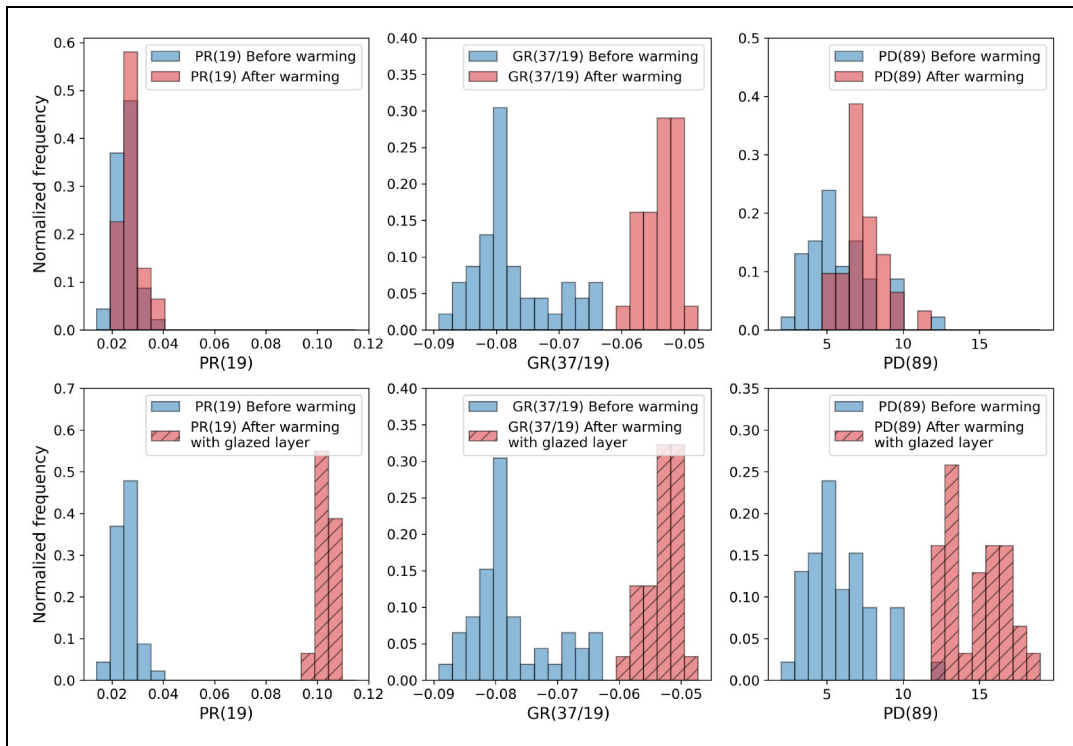 Normalized frequency
0.6
0.5
0.4
0.3
0.2
0.1
0.0
PR(19) Before warming
PR(19) After warming
0.02 0.04 0.06 0.08 0.10 0.12
PR(19)
0.40
0.35
0.30
0.25
0.20
0.15
0.10
0.05
0.00
GR(37/19) Before warming
GR(37/19) After warming
−0.09 −0.08 −0.07 −0.06 −0.05
GR(37/19)
0.5
0.4
0.3
0.2
0.1
0.0
PD(89) Before warming
PD(89) After warming
5 10 15
PD(89)
Normalized frequency
0.7
0.6
0.5
0.4
0.3
0.2
0.1
0.0
PR(19) Before warming
PR(19) After warming
with glazed layer
0.02 0.04 0.06 0.08 0.10 0.12
PR(19)
0.40
0.35
0.30
0.25
0.20
0.15
0.10
0.05
0.00
GR(37/19) Before warming
GR(37/19) After warming
with glazed layer
−0.09 −0.08 −0.07 −0.06 −0.05
GR(37/19)
0.35
0.30
0.25
0.20
0.15
0.10
0.05
0.00
PD(89) Before warming
PD(89) After warming
with glazed layer
5 10 15
PD(89)